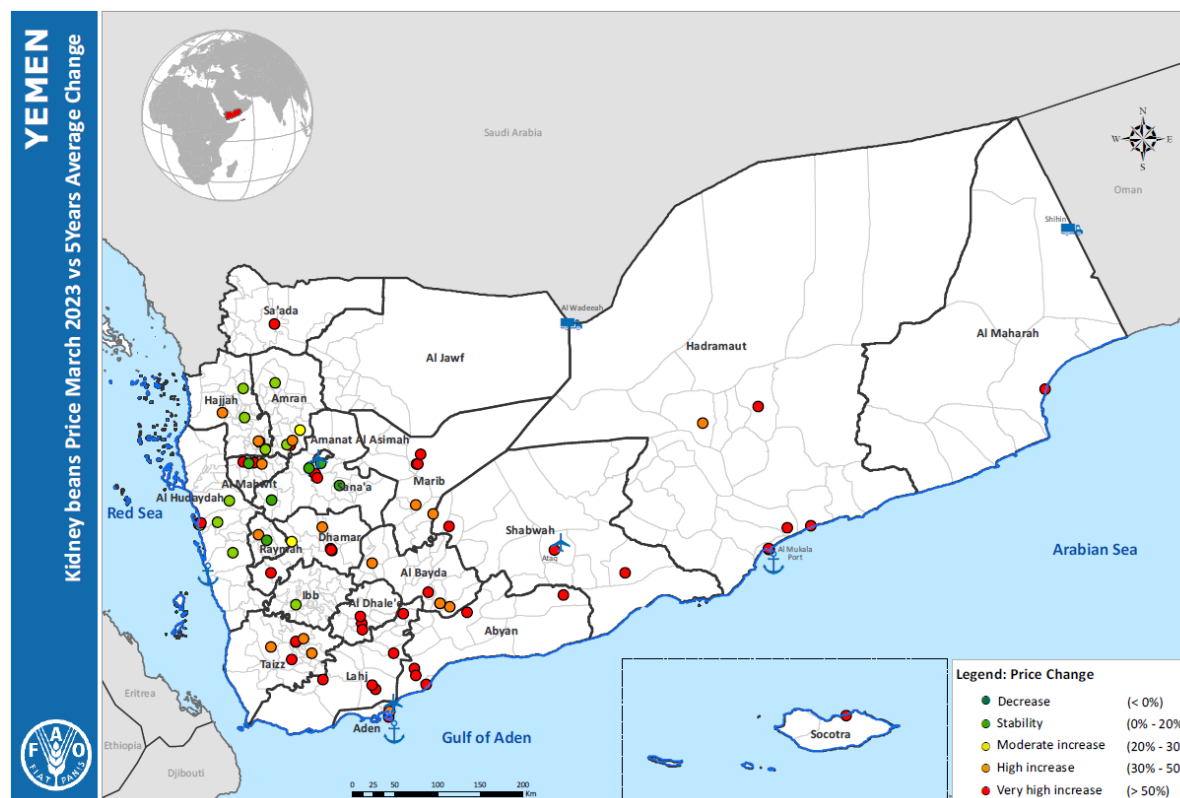 YEMEN
Kidney beans Price March 2023 vs 5Years Average Change
FAO
FIAT PANIS
N
W
E
S
Saudi Arabia
Oman
Shihin
Al Wadeeah
Sa'ada
Al Jawf
Hadramaut
Al Maharah
Hajjah
Amran
Amanat Al Asimah
Al Mahwit
Sana'a
Marib
Al Hudaydah
Red Sea
Shabwah
Ataq
Dhamar
Raymah
Al Mukala
Port
Arabian Sea
Al Bayda
Ibb
Al Dhale'e
Abyan
Taizz
Lahj
Aden
Gulf of Aden
Eritrea
Ethiopia
Djibouti
Socotra
0 25 50 100 150 200
Km
Legend: Price Change
Decrease (< 0%)
Stability (0% - 20%
Moderate increase (20% - 30
High increase (30% - 50
Very high increase (> 50%)